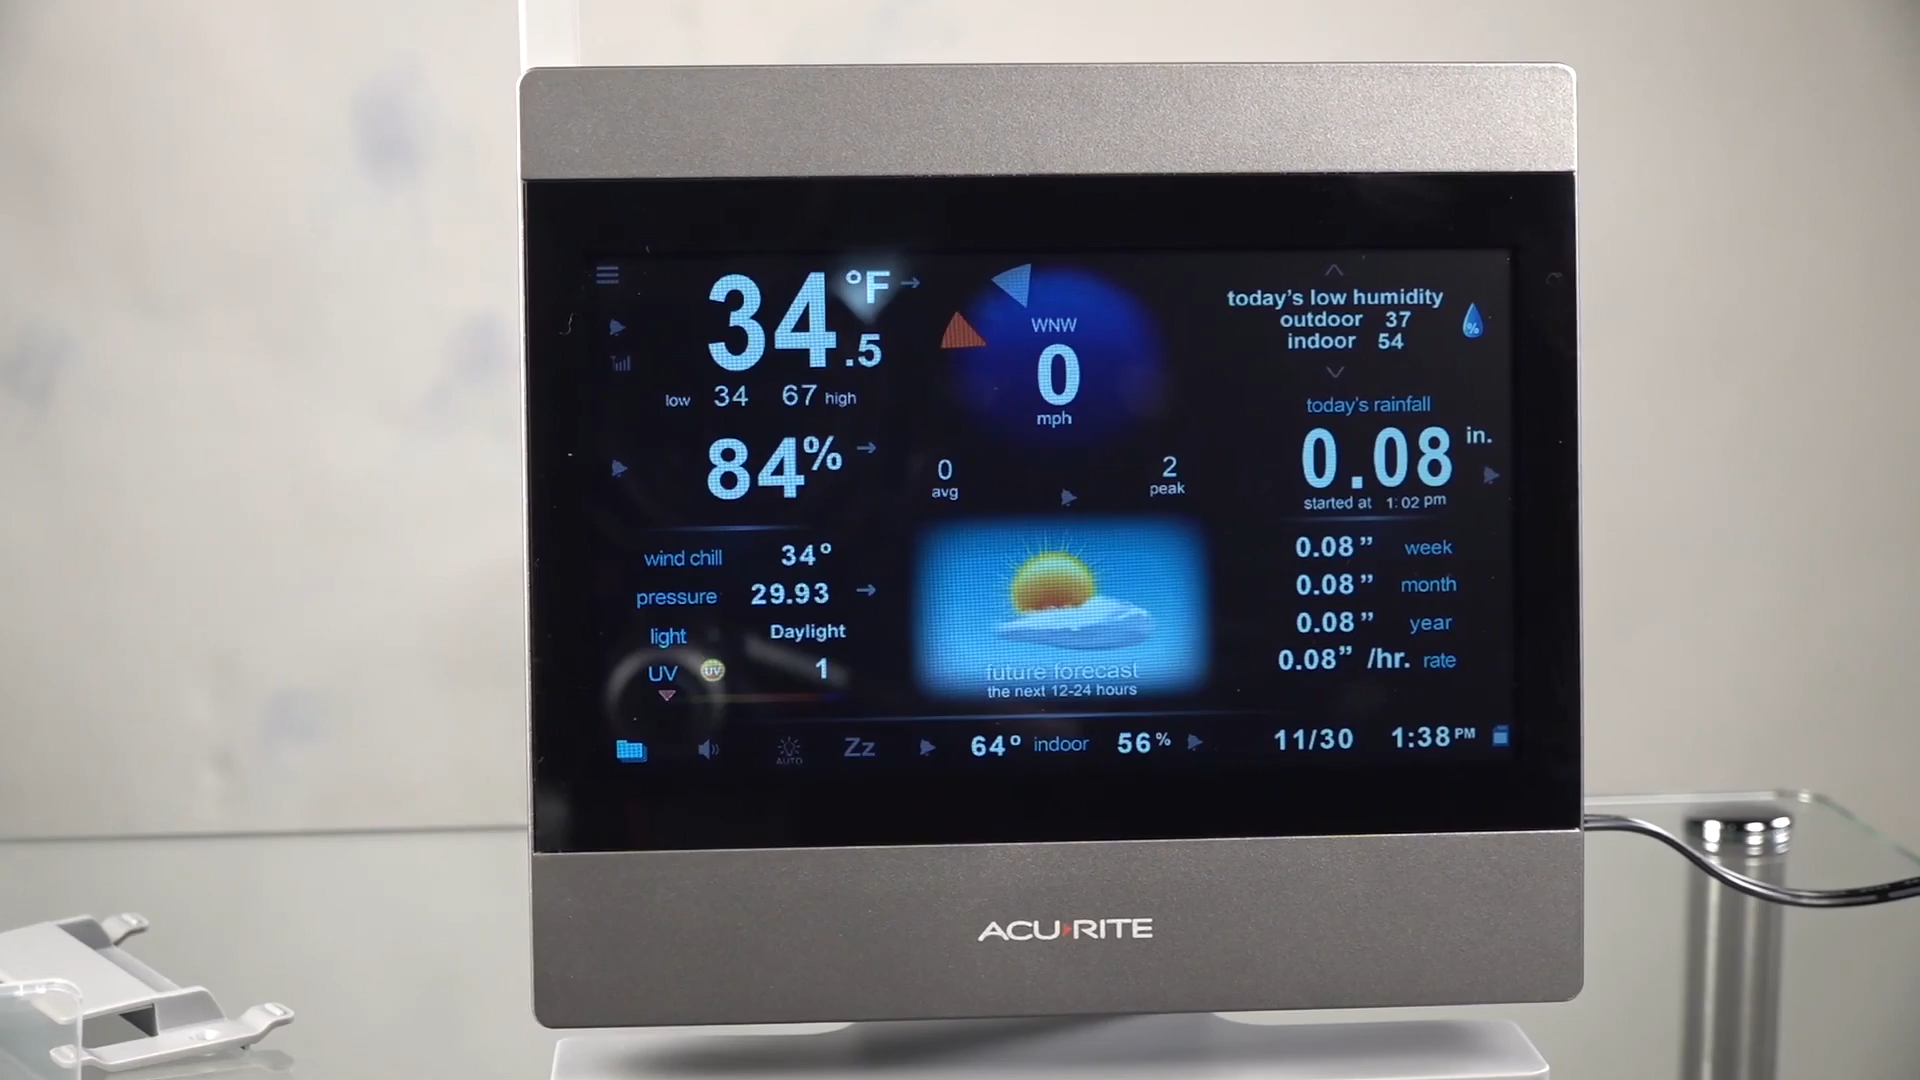 34.5 °F
low 34 67 high
84%
wind chill 34°
pressure 29.93
light Daylight
UV UV 1
WNW
0
mph
0 avg
2 peak
future forecast
the next 12-24 hours
today's low humidity
outdoor 37
indoor 54
%
today's rainfall
0.08 in.
started at 1:02 pm
0.08" week
0.08" month
0.08" year
0.08" /hr. rate
AUTO
Zz
64° indoor 56%
11/30 1:38 PM
ACU›RITE